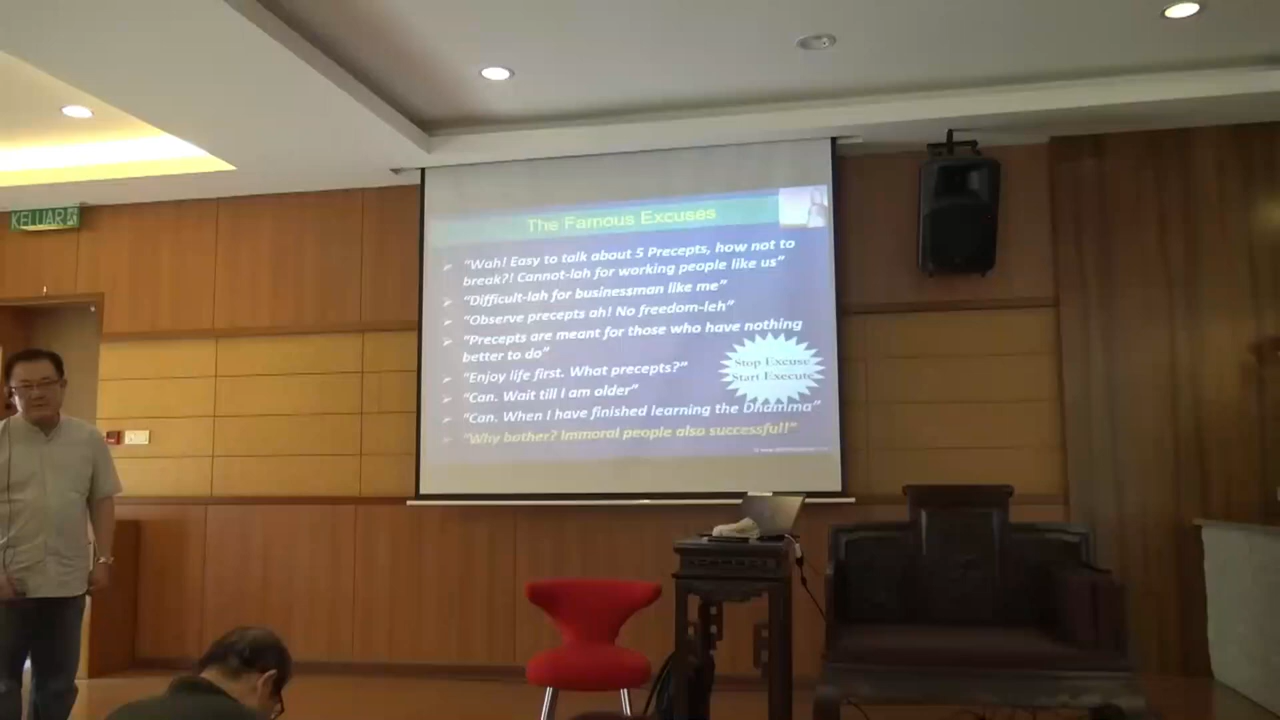 KELUAR
The Famous Excuses
"Wah! Easy to talk about 5 Precepts, how not to
break?! Cannot-lah for working people like us"
"Difficult-lah for businessman like me"
"Observe precepts ah! No freedom-leh"
"Precepts are meant for those who have nothing
better to do"
"Enjoy life first. What precepts?"
"Can. Wait till I am older"
"Can. When I have finished learning the Dhamma"
"Why bother? Immoral people also successful!"
Stop Excuse
Start Execute